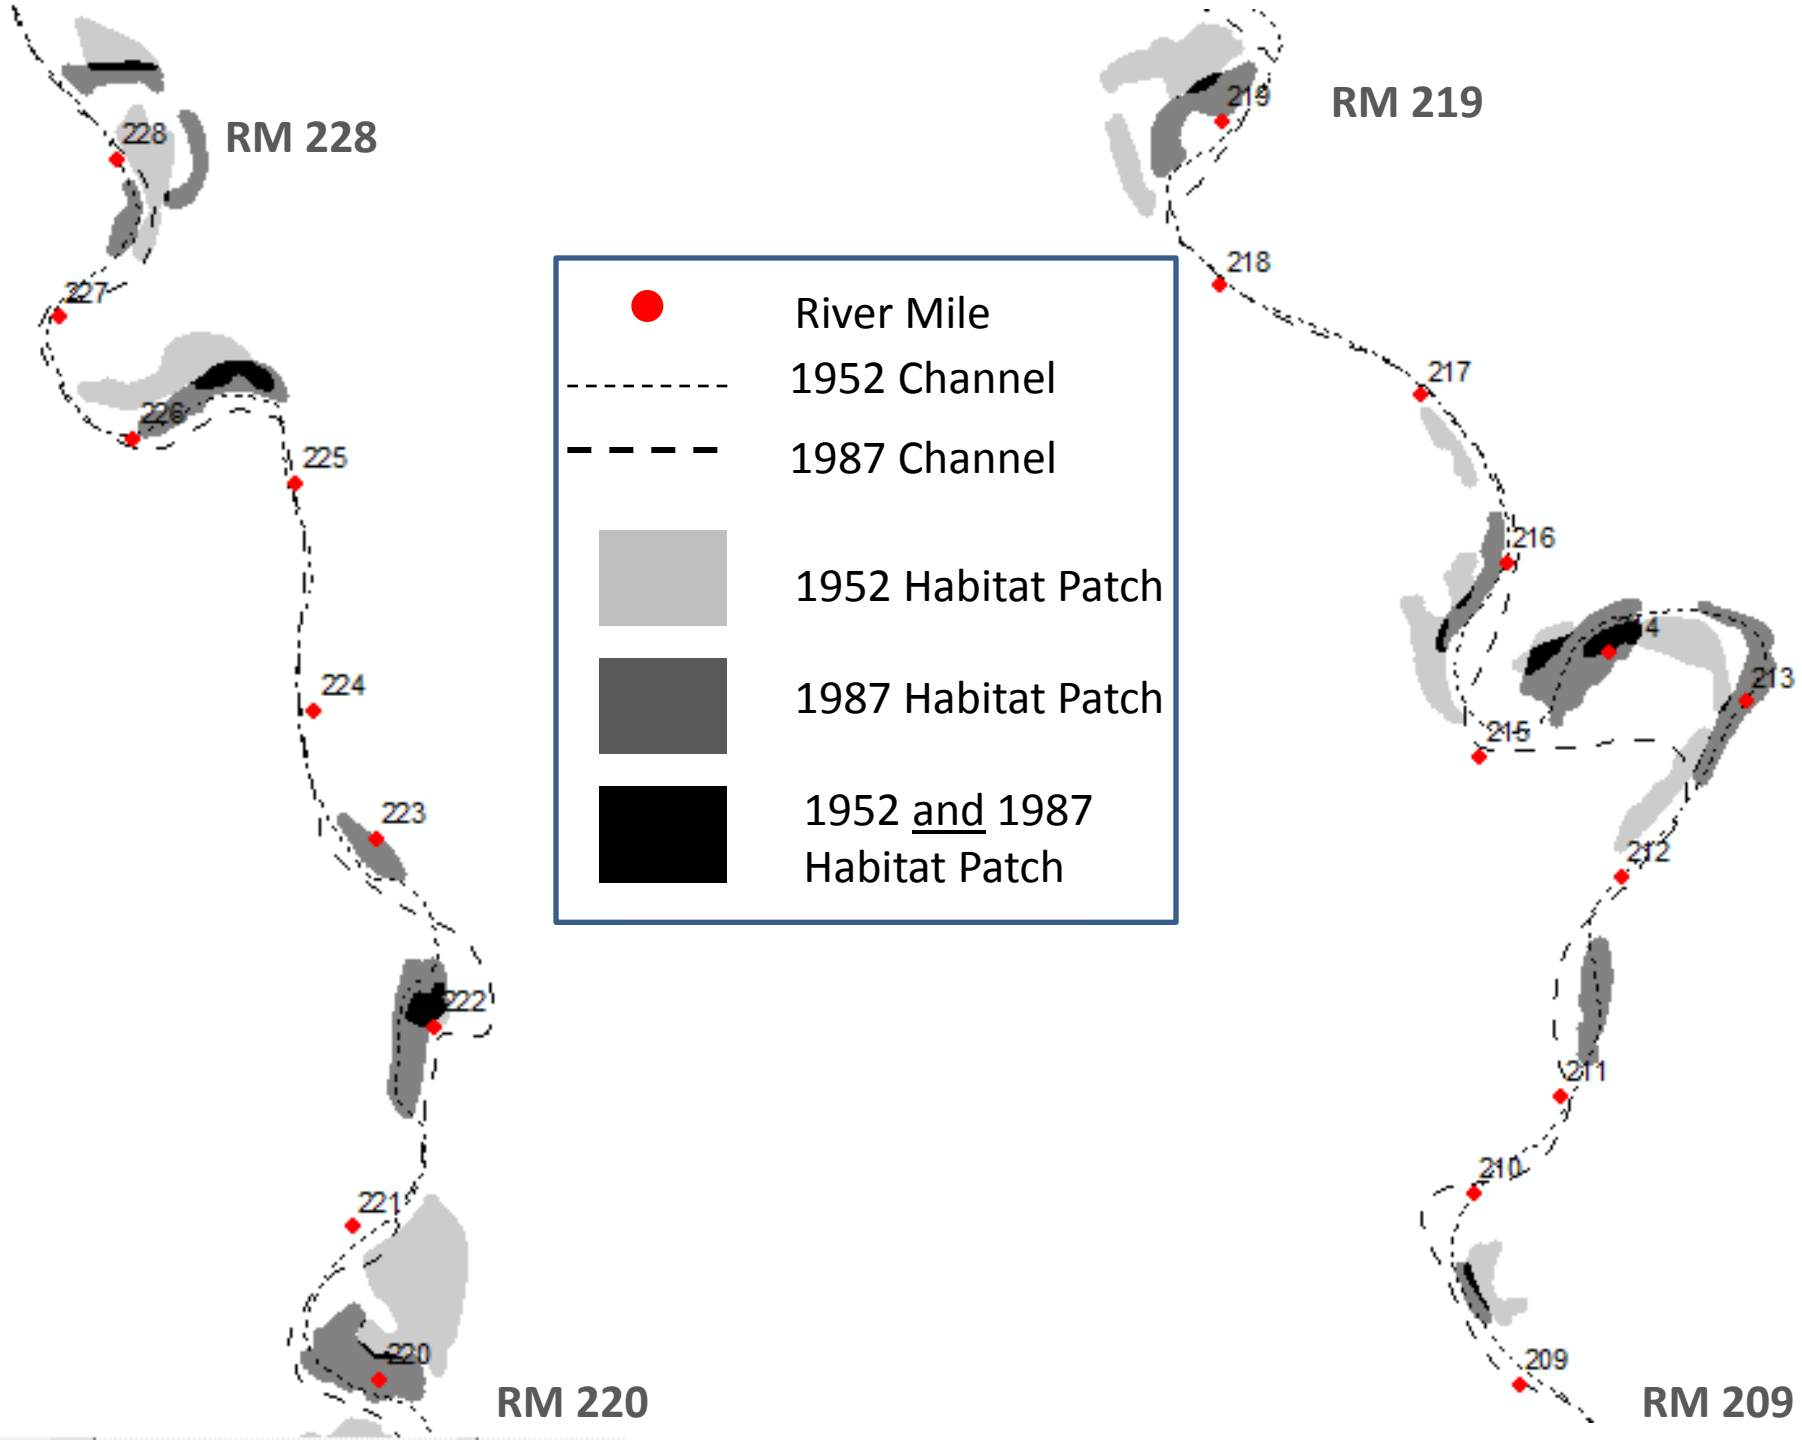 228
RM 228
227
226
225
224
223
222
221
220
RM 220
River Mile
1952 Channel
1987 Channel
1952 Habitat Patch
1987 Habitat Patch
1952 and 1987
Habitat Patch
219
RM 219
218
217
216
214
213
215
212
211
210
209
RM 209